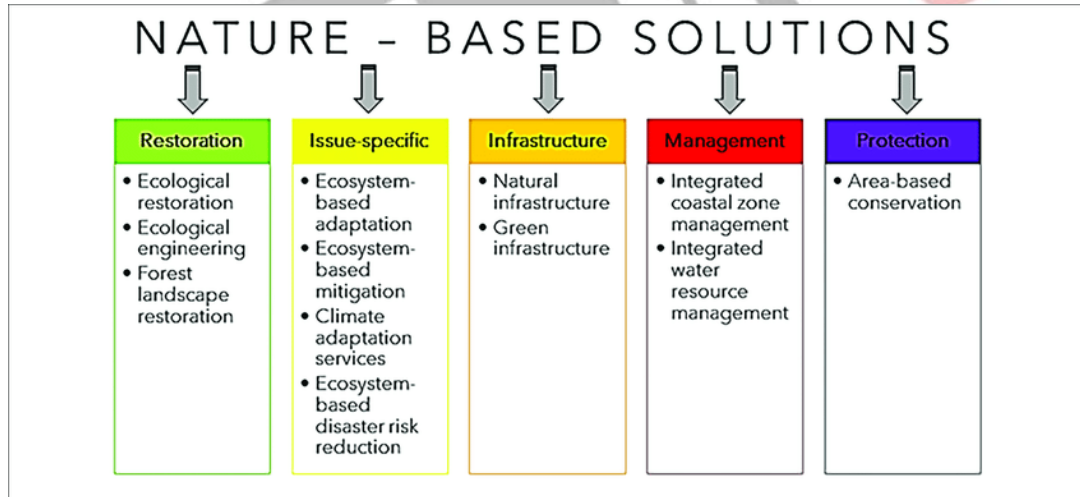 NATURE – BASED SOLUTIONS
Restoration
• Ecological
restoration
• Ecological
engineering
• Forest
landscape
restoration
Issue-specific
• Ecosystem-
based
adaptation
• Ecosystem-
based
mitigation
• Climate
adaptation
services
• Ecosystem-
based
disaster risk
reduction
Infrastructure
• Natural
infrastructure
• Green
infrastructure
Management
• Integrated
coastal zone
management
• Integrated
water
resource
management
Protection
• Area-based
conservation